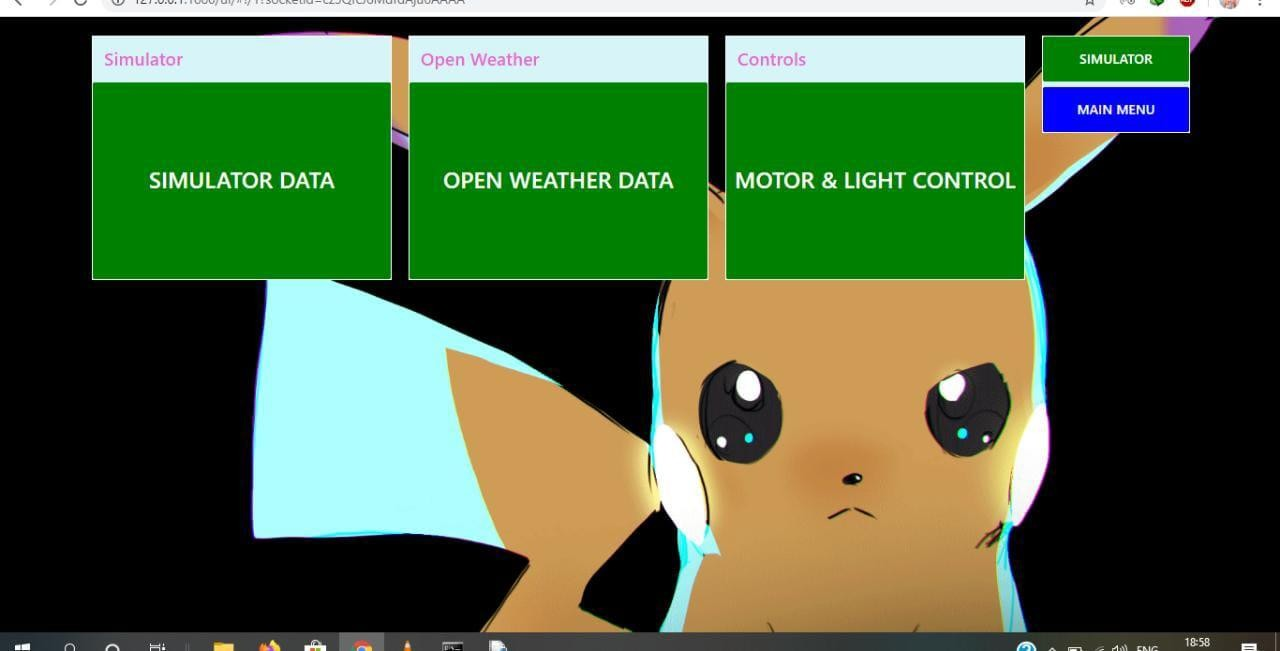 Simulator
Open Weather
Controls
SIMULATOR
MAIN MENU
SIMULATOR DATA
OPEN WEATHER DATA
MOTOR & LIGHT CONTROL
18:58
ENG